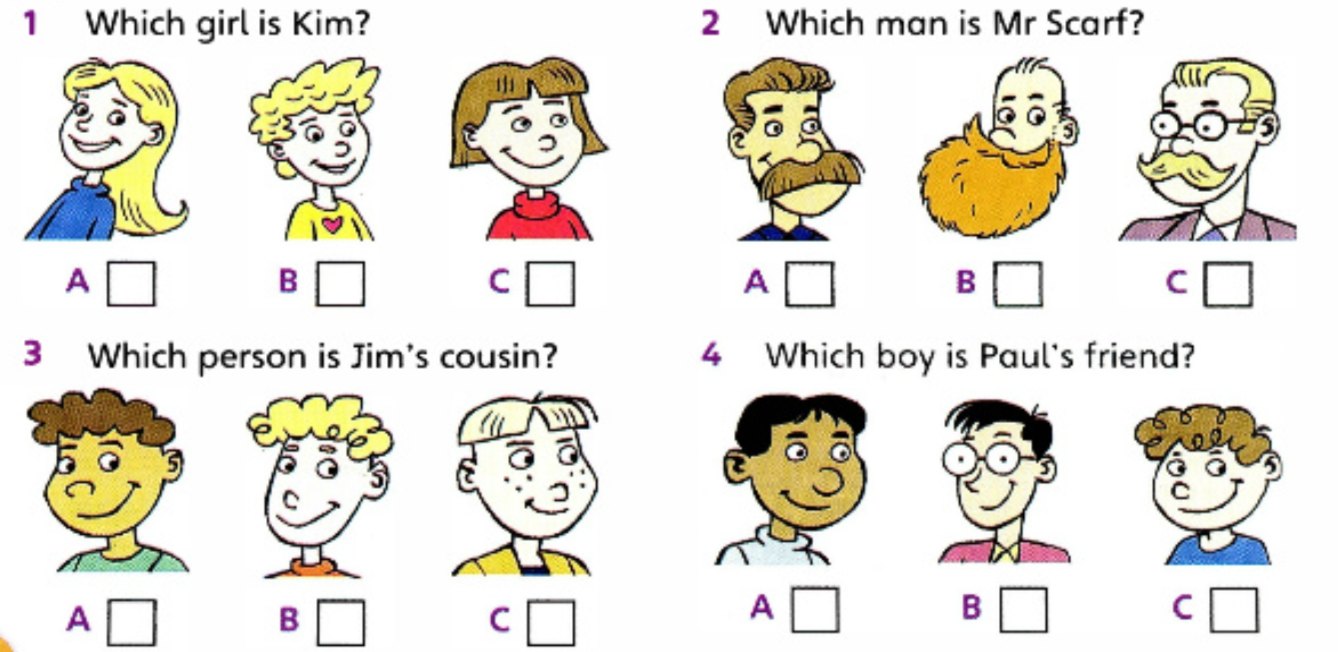 1 Which girl is Kim?
A
B
C
2 Which man is Mr Scarf?
A
B
C
3 Which person is Jim's cousin?
A
B
C
4 Which boy is Paul's friend?
A
B
C